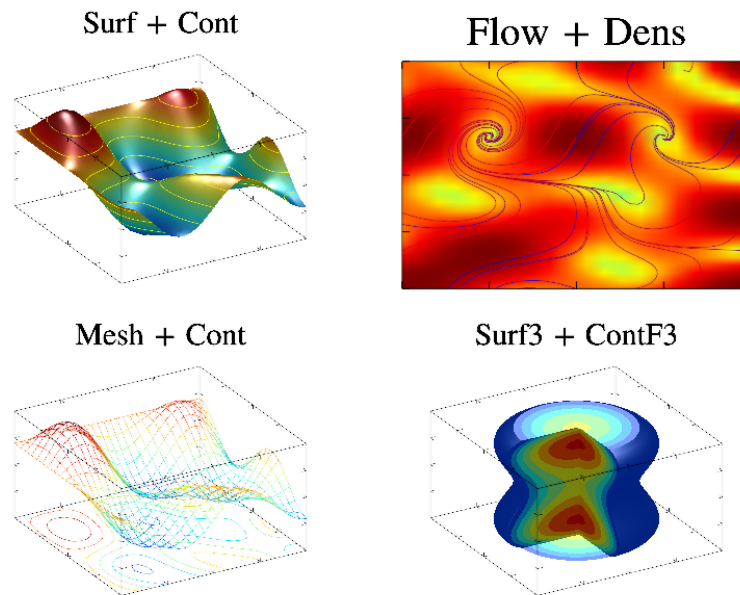 Surf + Cont
Flow + Dens
Mesh + Cont
Surf3 + ContF3